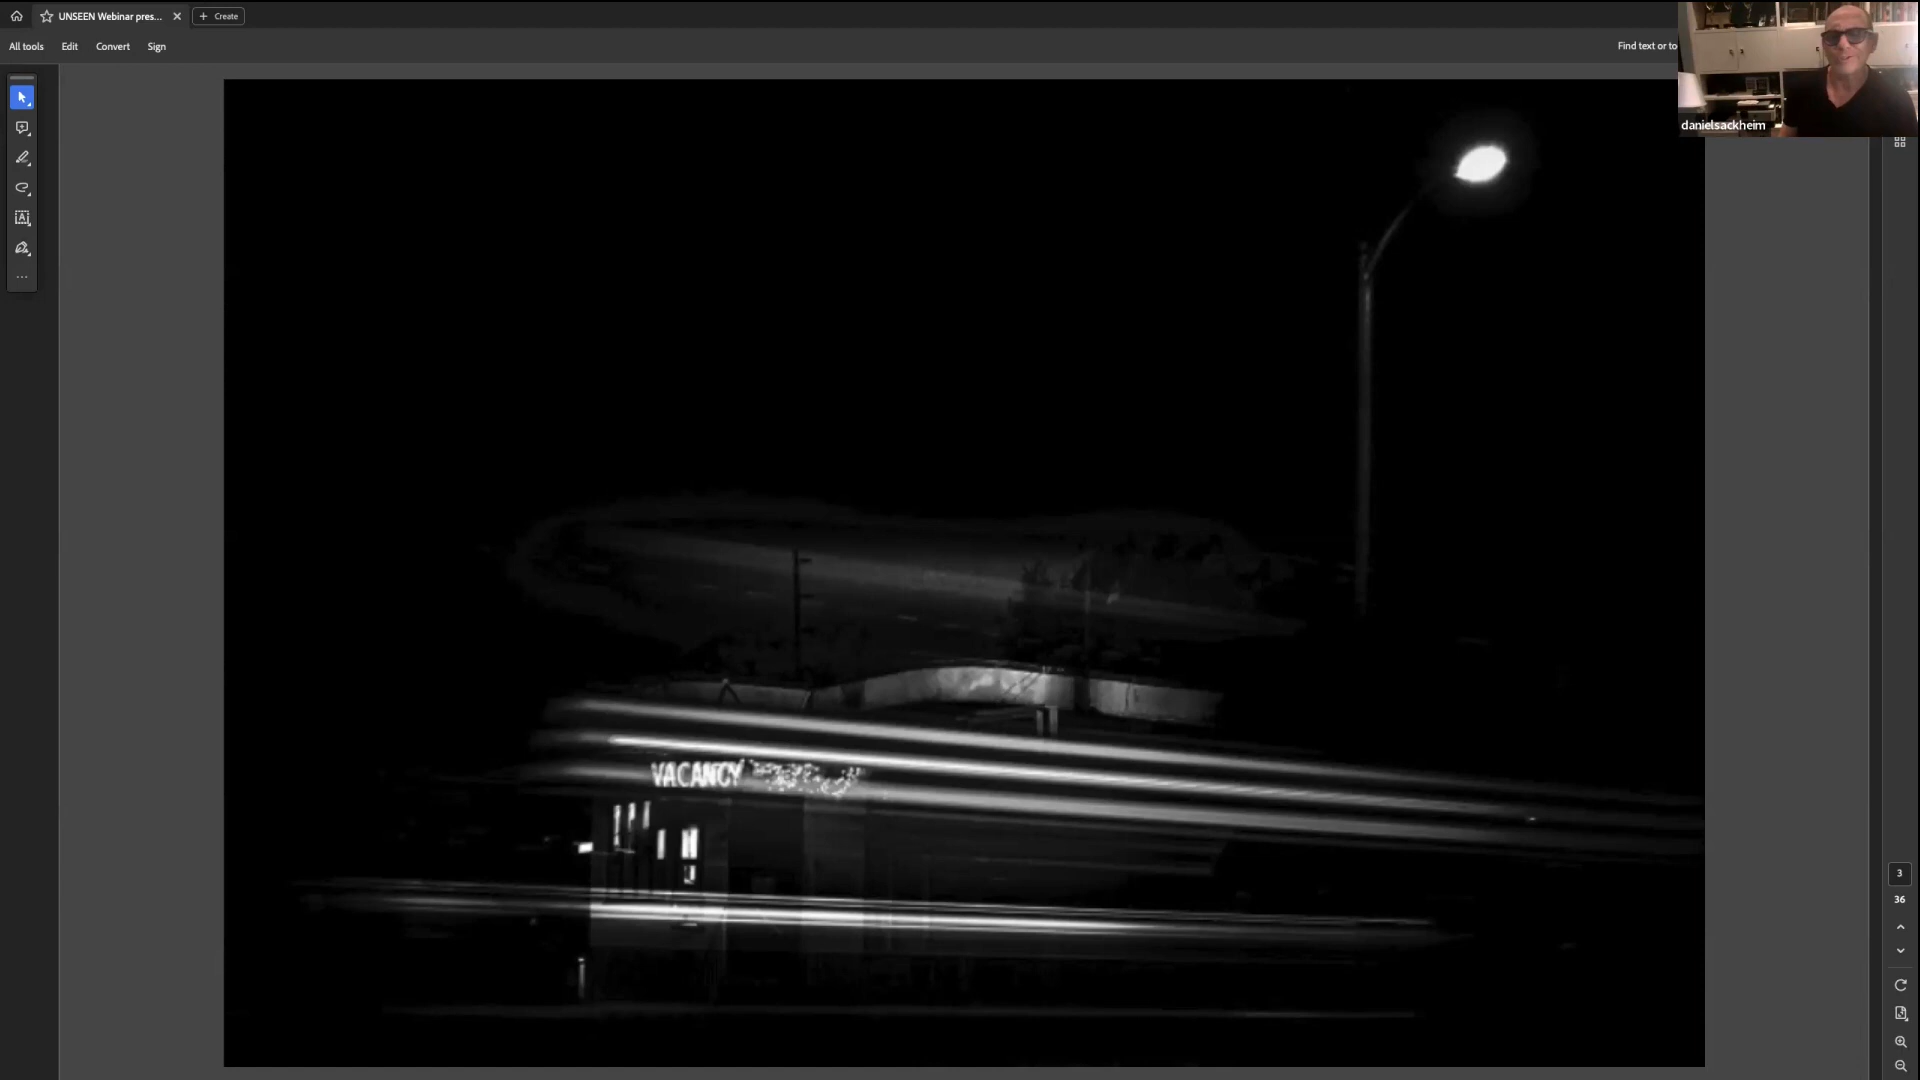 UNSEEN Webinar pres...
Create
All tools
Edit
Convert
Sign
Find text or to
danielsackheim
VACANCY
3
36